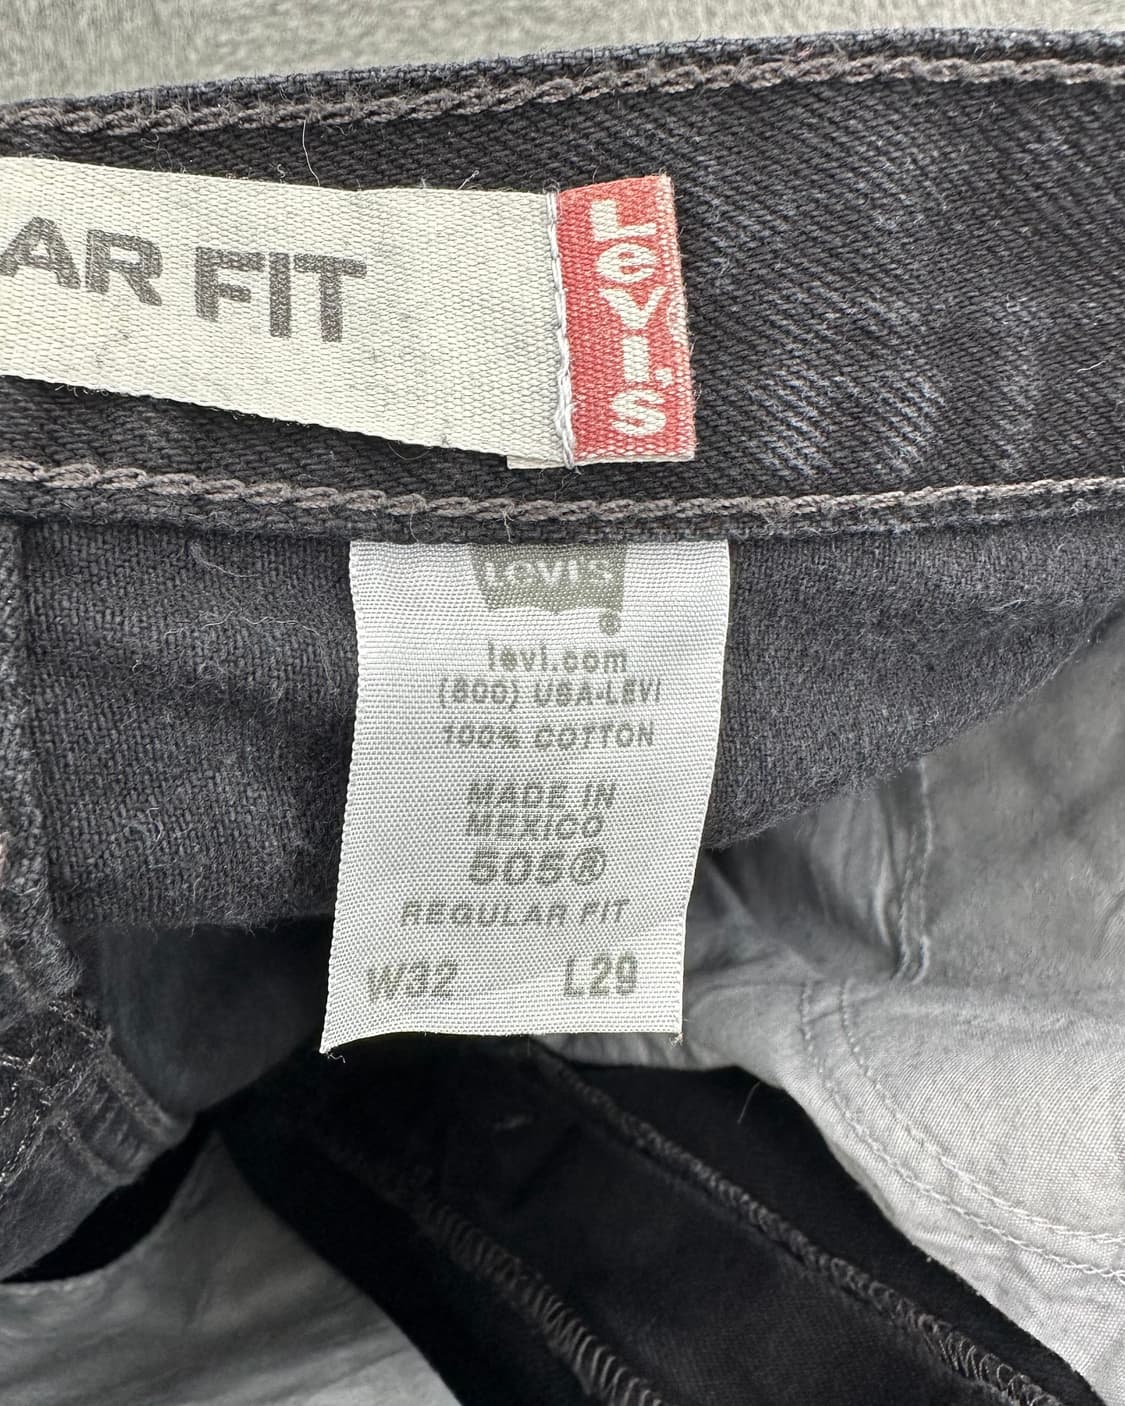 AR FIT
Levi's
Levi's
®
levi.com
(800) USA-LEVI
100% COTTON
MADE IN
MEXICO
505®
REGULAR FIT
W32 L29